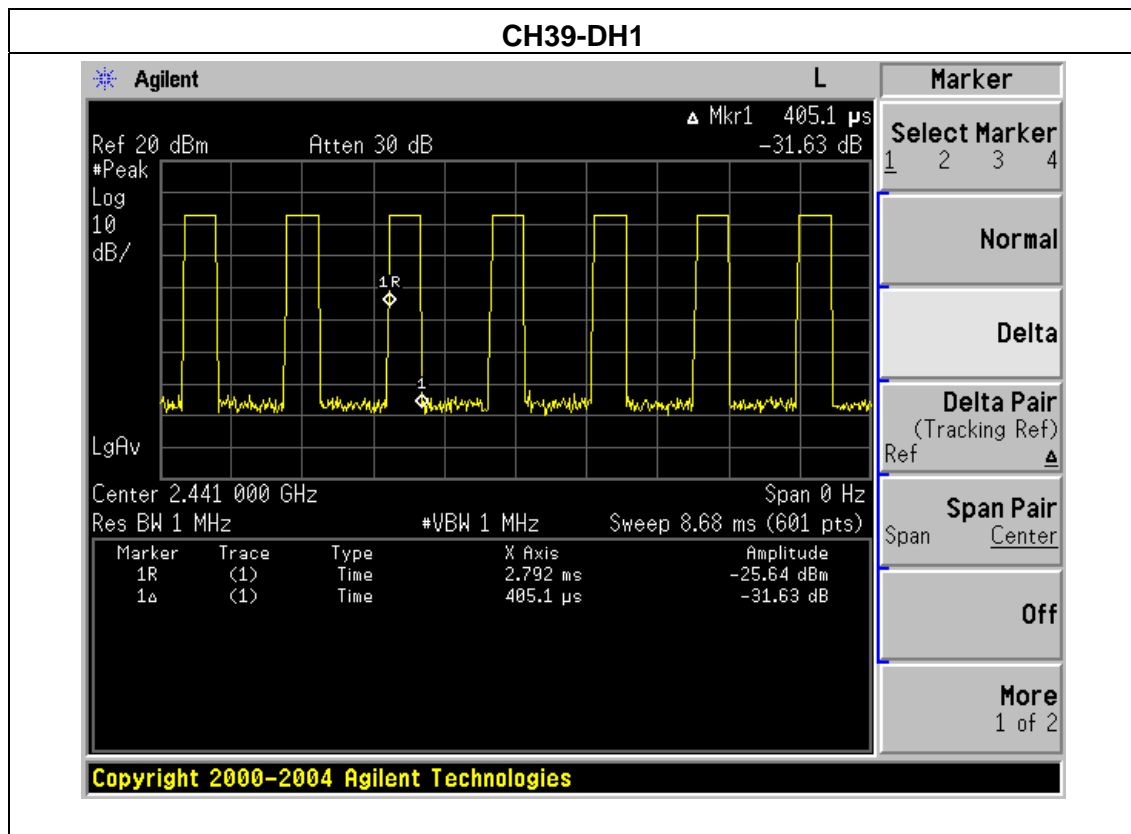 CH39-DH1
Agilent L
Δ Mkr1 405.1 µs
Ref 20 dBm Atten 30 dB -31.63 dB
#Peak
Log
10
dB/
1R
1
LgAv
Center 2.441 000 GHz Span 0 Hz
Res BW 1 MHz #VBW 1 MHz Sweep 8.68 ms (601 pts)
Marker Trace Type X Axis Amplitude
1R (1) Time 2.792 ms -25.64 dBm
1Δ (1) Time 405.1 µs -31.63 dB
Copyright 2000-2004 Agilent Technologies
Marker
Select Marker
1 2 3 4
Normal
Delta
Delta Pair
(Tracking Ref)
Ref Δ
Span Pair
Span Center
Off
More
1 of 2